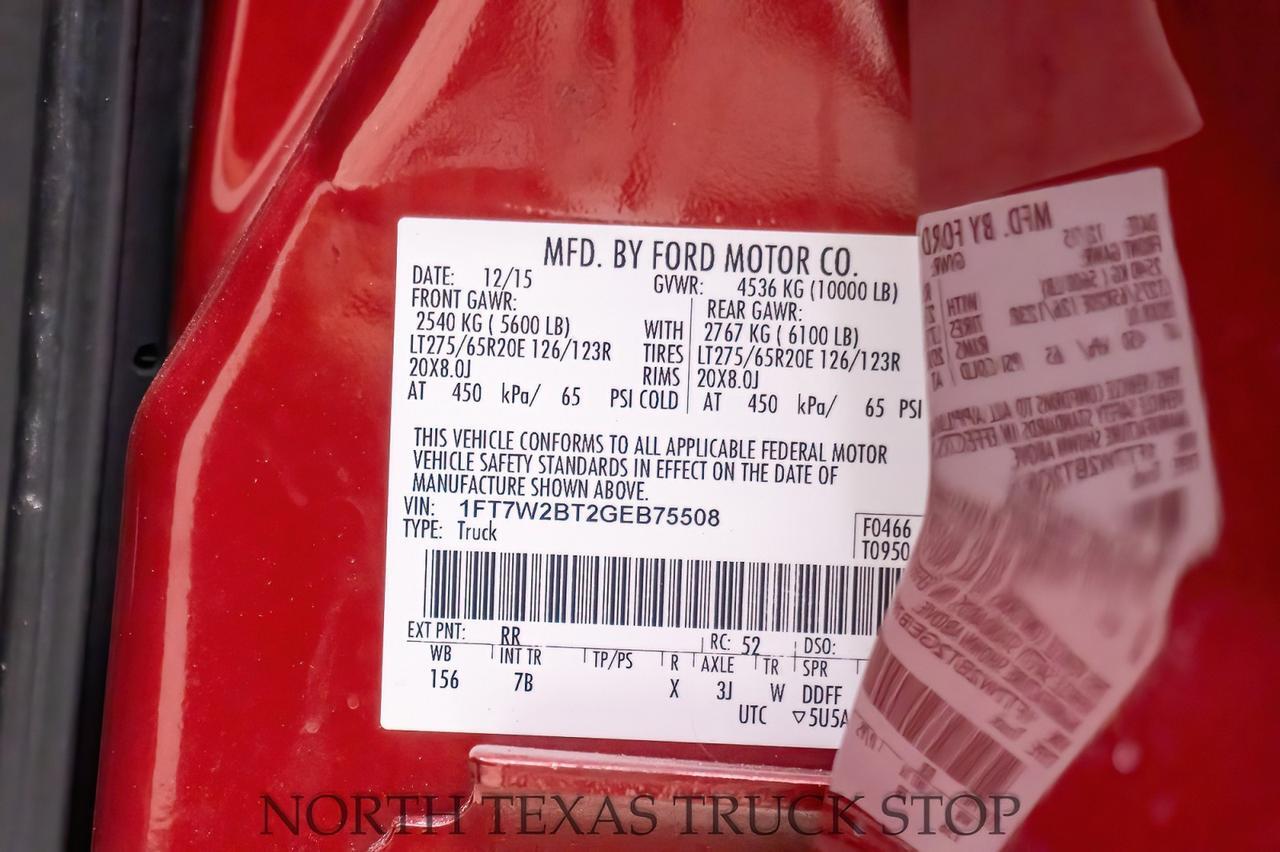 MFD. BY FORD MOTOR CO.
DATE: 12/15 GVWR: 4536 KG (10000 LB)
FRONT GAWR: REAR GAWR:
2540 KG ( 5600 LB) WITH 2767 KG ( 6100 LB)
LT275/65R20E 126/123R TIRES LT275/65R20E 126/123R
20X8.0J RIMS 20X8.0J
AT 450 kPa/ 65 PSI COLD AT 450 kPa/ 65 PSI
THIS VEHICLE CONFORMS TO ALL APPLICABLE FEDERAL MOTOR
VEHICLE SAFETY STANDARDS IN EFFECT ON THE DATE OF
MANUFACTURE SHOWN ABOVE.
VIN: 1FT7W2BT2GEB75508
TYPE: Truck
F0466
T0950
EXT PNT: RR RC: 52 DSO:
WB INT TR TP/PS R AXLE TR SPR
156 7B X 3J W DDFF
UTC ▽5U5A
NORTH TEXAS TRUCK STOP